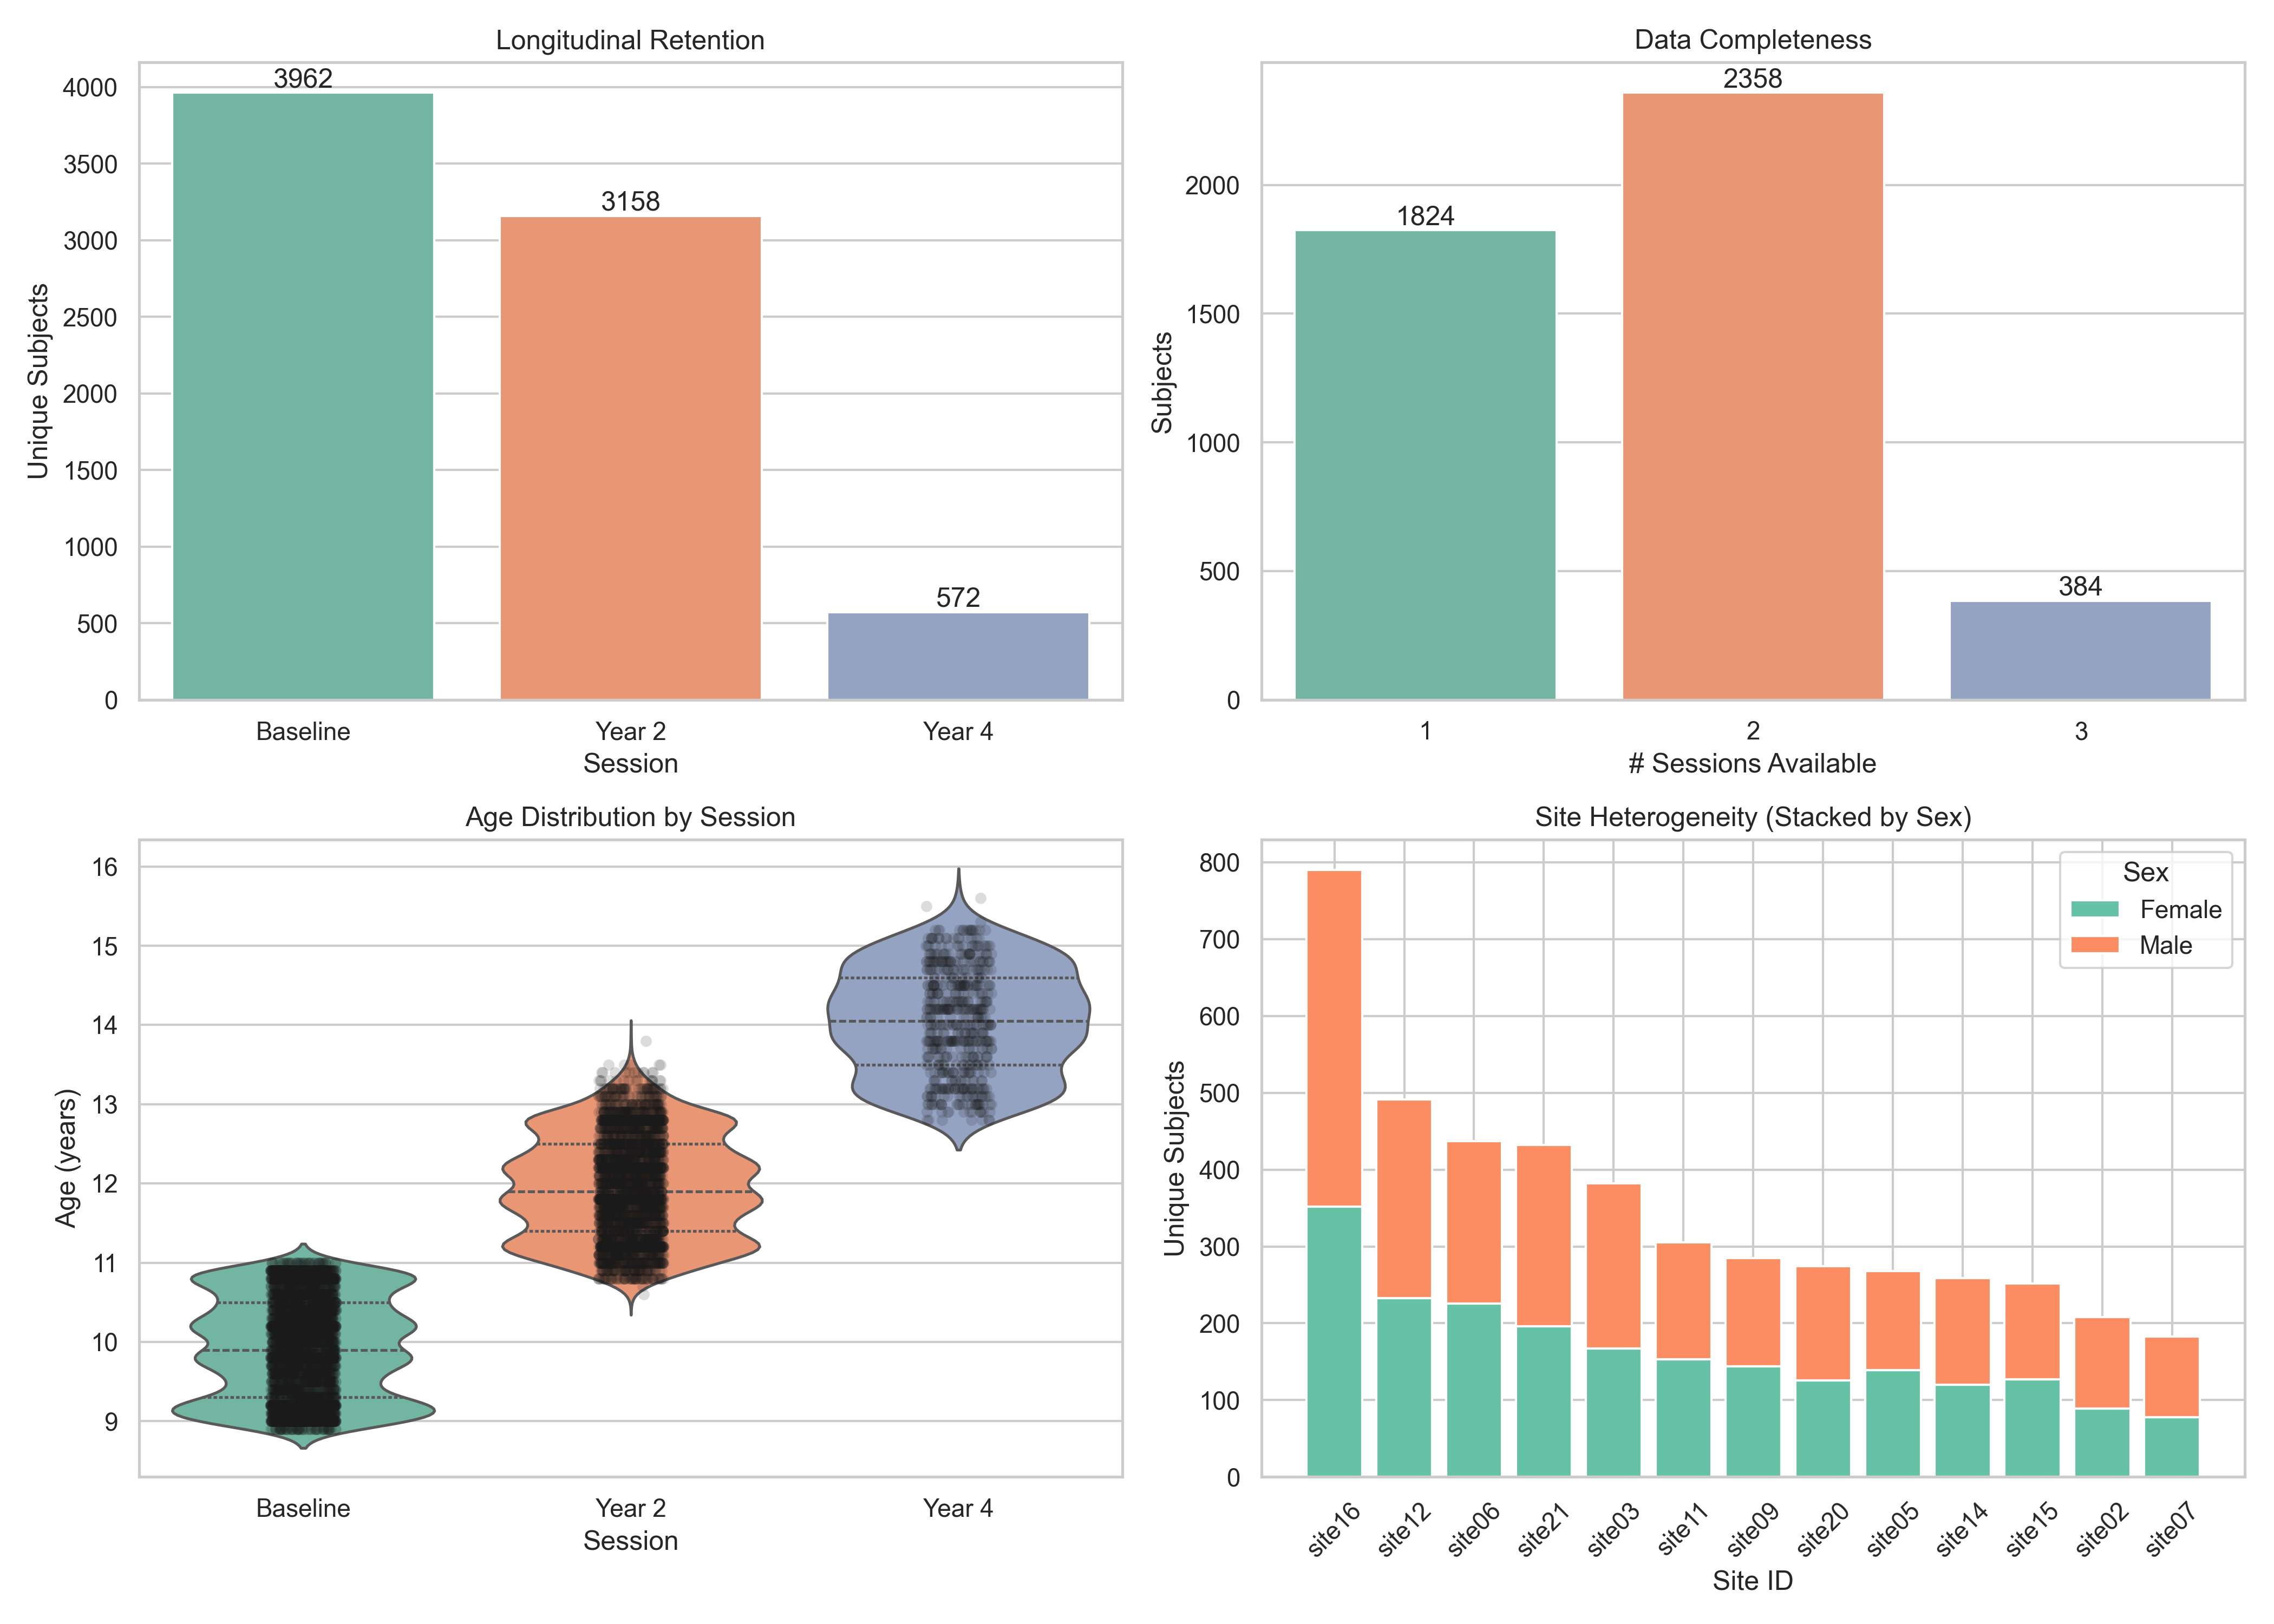 Longitudinal Retention
Unique Subjects
4000
3500
3000
2500
2000
1500
1000
500
0
3962
3158
572
Baseline
Year 2
Year 4
Session
Data Completeness
Subjects
2000
1500
1000
500
0
1824
2358
384
1
2
3
# Sessions Available
Age Distribution by Session
Age (years)
16
15
14
13
12
11
10
9
Baseline
Year 2
Year 4
Session
Site Heterogeneity (Stacked by Sex)
Unique Subjects
800
700
600
500
400
300
200
100
0
Sex
Female
Male
site16
site12
site06
site21
site03
site11
site09
site20
site05
site14
site15
site02
site07
Site ID